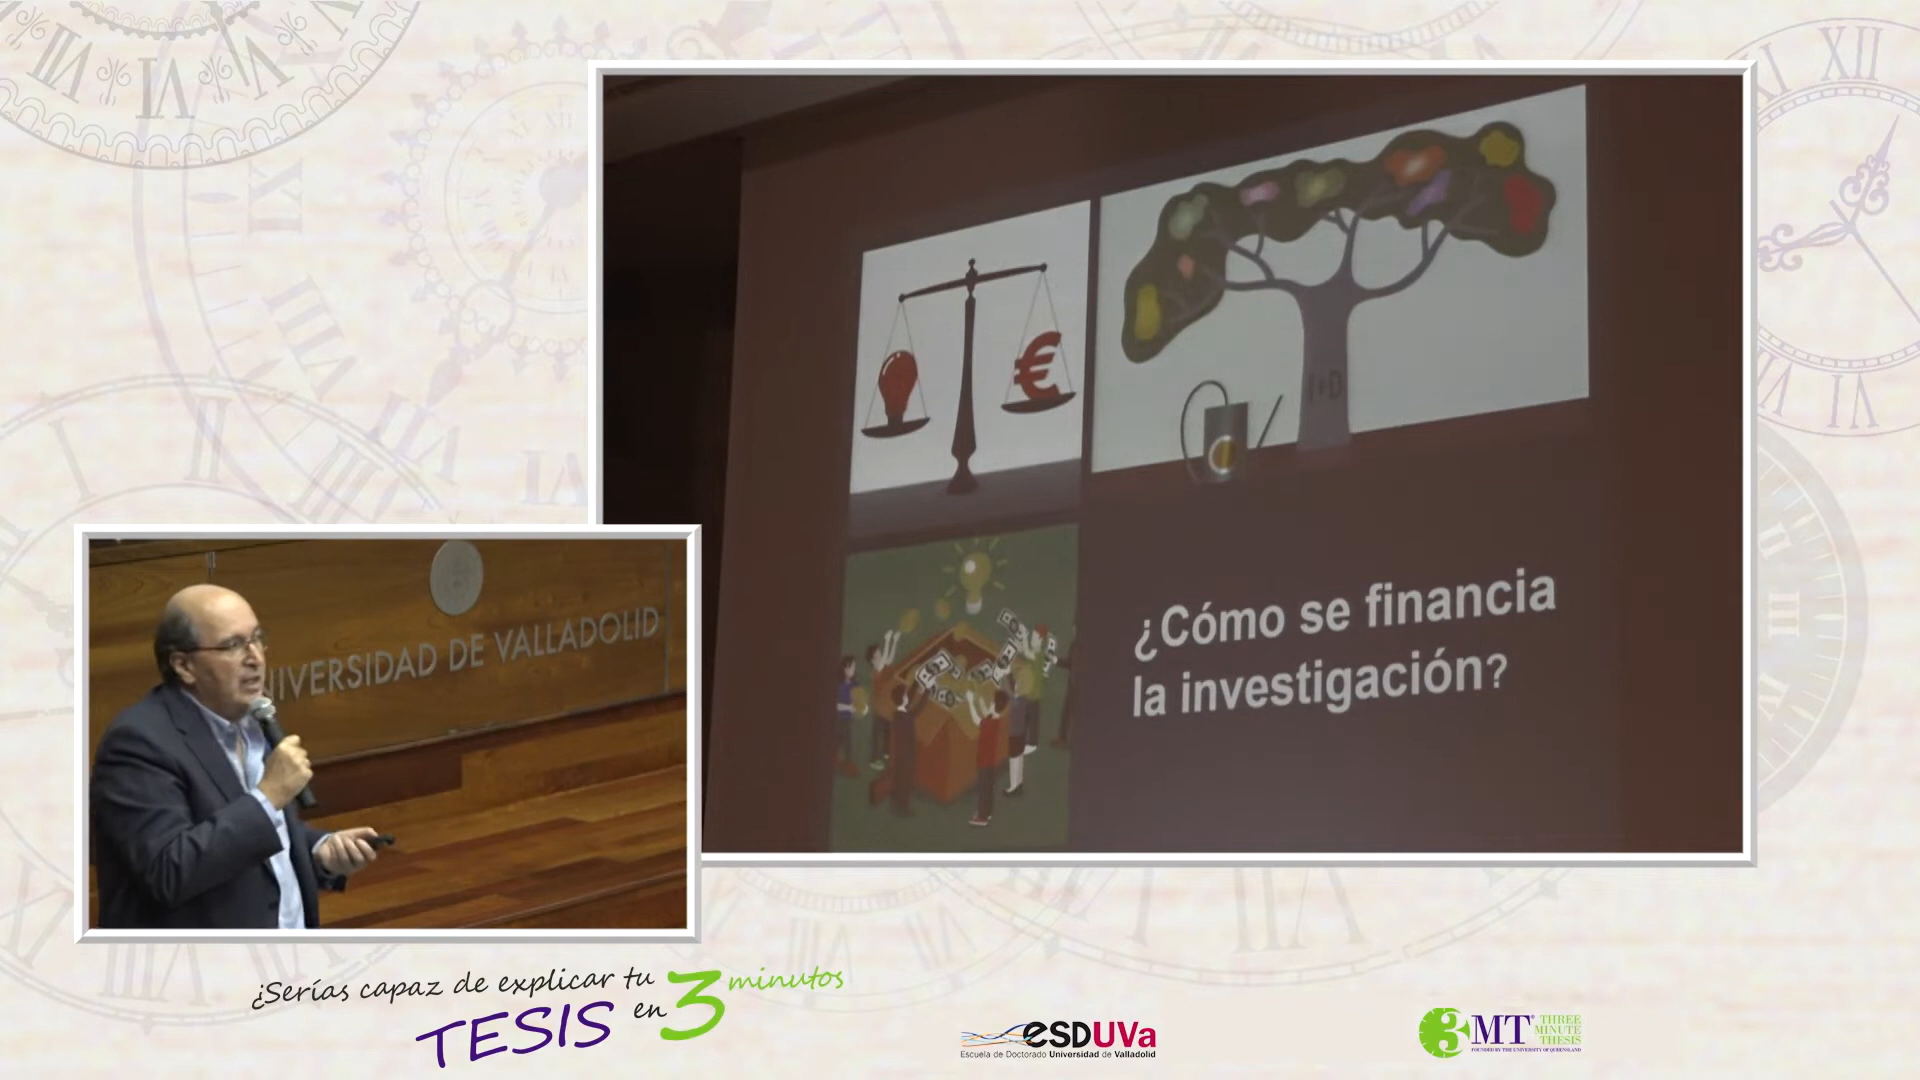 I+D
€
¿Cómo se financia
la investigación?
UNIVERSIDAD DE VALLADOLID
¿Serías capaz de explicar tu
TESIS en 3 minutos
esDUVa
Escuela de Doctorado Universidad de Valladolid
3MT THREE
MINUTE
THESIS
FOUNDED BY THE UNIVERSITY OF QUEENSLAND